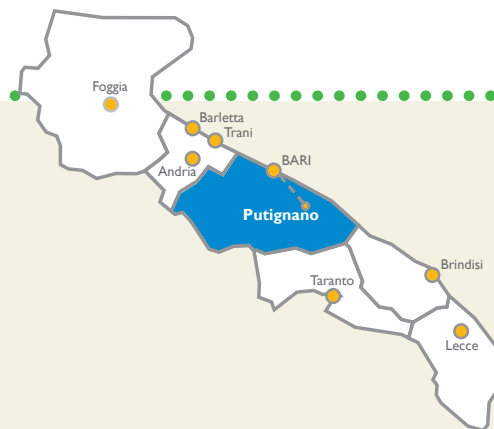 Foggia
Barletta
Trani
Andria
BARI
Putignano
Brindisi
Taranto
Lecce